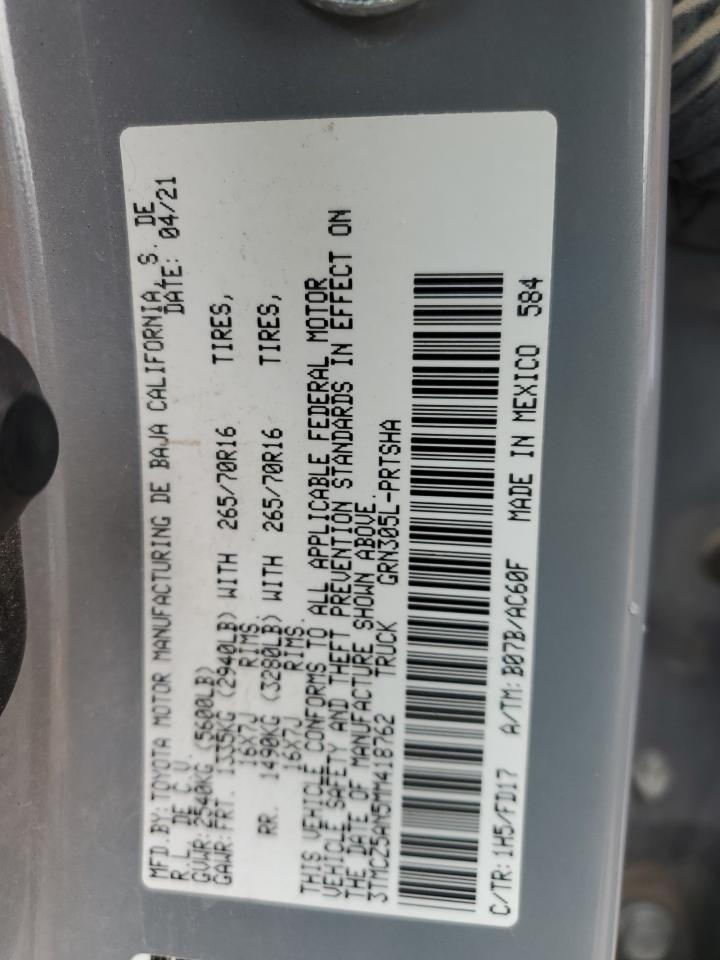 MFD.BY:TOYOTA MOTOR MANUFACTURING DE BAJA CALIFORNIA, S. DE
R.L. DE C.V. DATE: 04/21
GVWR:2540KG (5600LB)
GAWR:FRT. 1335KG (2940LB) WITH 265/70R16 TIRES,
16X7J RIMS.
RR. 1490KG (3280LB) WITH 265/70R16 TIRES,
16X7J RIMS.
THIS VEHICLE CONFORMS TO ALL APPLICABLE FEDERAL MOTOR
VEHICLE SAFETY AND THEFT PREVENTION STANDARDS IN EFFECT ON
THE DATE OF MANUFACTURE SHOWN ABOVE.
3TMCZ5AN5MM418762 TRUCK GRN305L-PRTSHA
C/TR:1H5/FD17 A/TM:B07B/AC60F MADE IN MEXICO 584